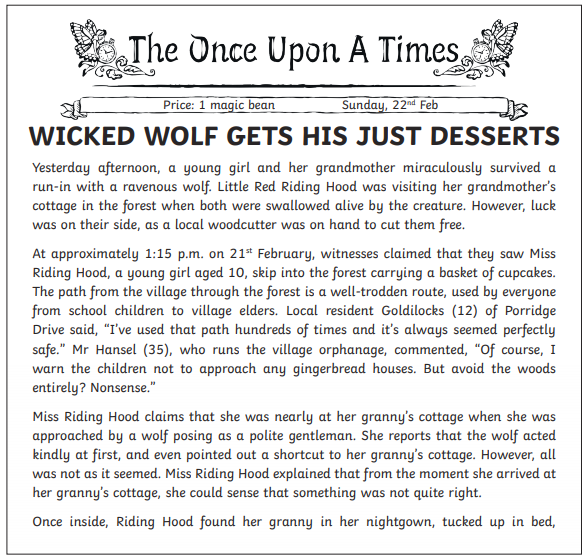 The Once Upon A Times
Price: 1 magic bean Sunday, 22nd Feb
WICKED WOLF GETS HIS JUST DESSERTS
Yesterday afternoon, a young girl and her grandmother miraculously survived a
run-in with a ravenous wolf. Little Red Riding Hood was visiting her grandmother's
cottage in the forest when both were swallowed alive by the creature. However, luck
was on their side, as a local woodcutter was on hand to cut them free.
At approximately 1:15 p.m. on 21st February, witnesses claimed that they saw Miss
Riding Hood, a young girl aged 10, skip into the forest carrying a basket of cupcakes.
The path from the village through the forest is a well-trodden route, used by everyone
from school children to village elders. Local resident Goldilocks (12) of Porridge
Drive said, "I've used that path hundreds of times and it's always seemed perfectly
safe." Mr Hansel (35), who runs the village orphanage, commented, "Of course, I
warn the children not to approach any gingerbread houses. But avoid the woods
entirely? Nonsense."
Miss Riding Hood claims that she was nearly at her granny's cottage when she was
approached by a wolf posing as a polite gentleman. She reports that the wolf acted
kindly at first, and even pointed out a shortcut to her granny's cottage. However, all
was not as it seemed. Miss Riding Hood explained that from the moment she arrived at
her granny's cottage, she could sense that something was not quite right.
Once inside, Riding Hood found her granny in her nightgown, tucked up in bed,